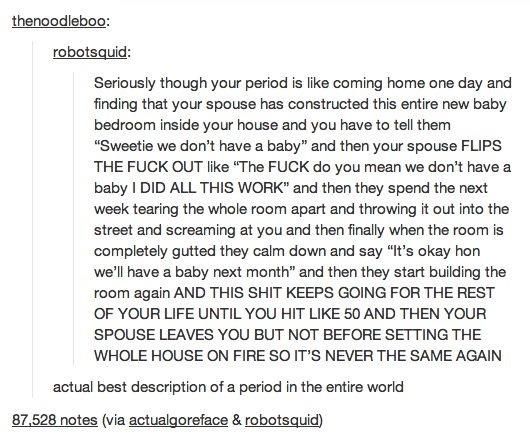 thenoodleboo:
robotsquid:
Seriously though your period is like coming home one day and
finding that your spouse has constructed this entire new baby
bedroom inside your house and you have to tell them
“Sweetie we don’t have a baby” and then your spouse FLIPS
THE FUCK OUT like “The FUCK do you mean we don’t have a
baby I DID ALL THIS WORK” and then they spend the next
week tearing the whole room apart and throwing it out into the
street and screaming at you and then finally when the room is
completely gutted they calm down and say “It’s okay hon
we’ll have a baby next month” and then they start building the
room again AND THIS SHIT KEEPS GOING FOR THE REST
OF YOUR LIFE UNTIL YOU HIT LIKE 50 AND THEN YOUR
SPOUSE LEAVES YOU BUT NOT BEFORE SETTING THE
WHOLE HOUSE ON FIRE SO IT’S NEVER THE SAME AGAIN
actual best description of a period in the entire world
87,528 notes (via actualgoreface & robotsquid)